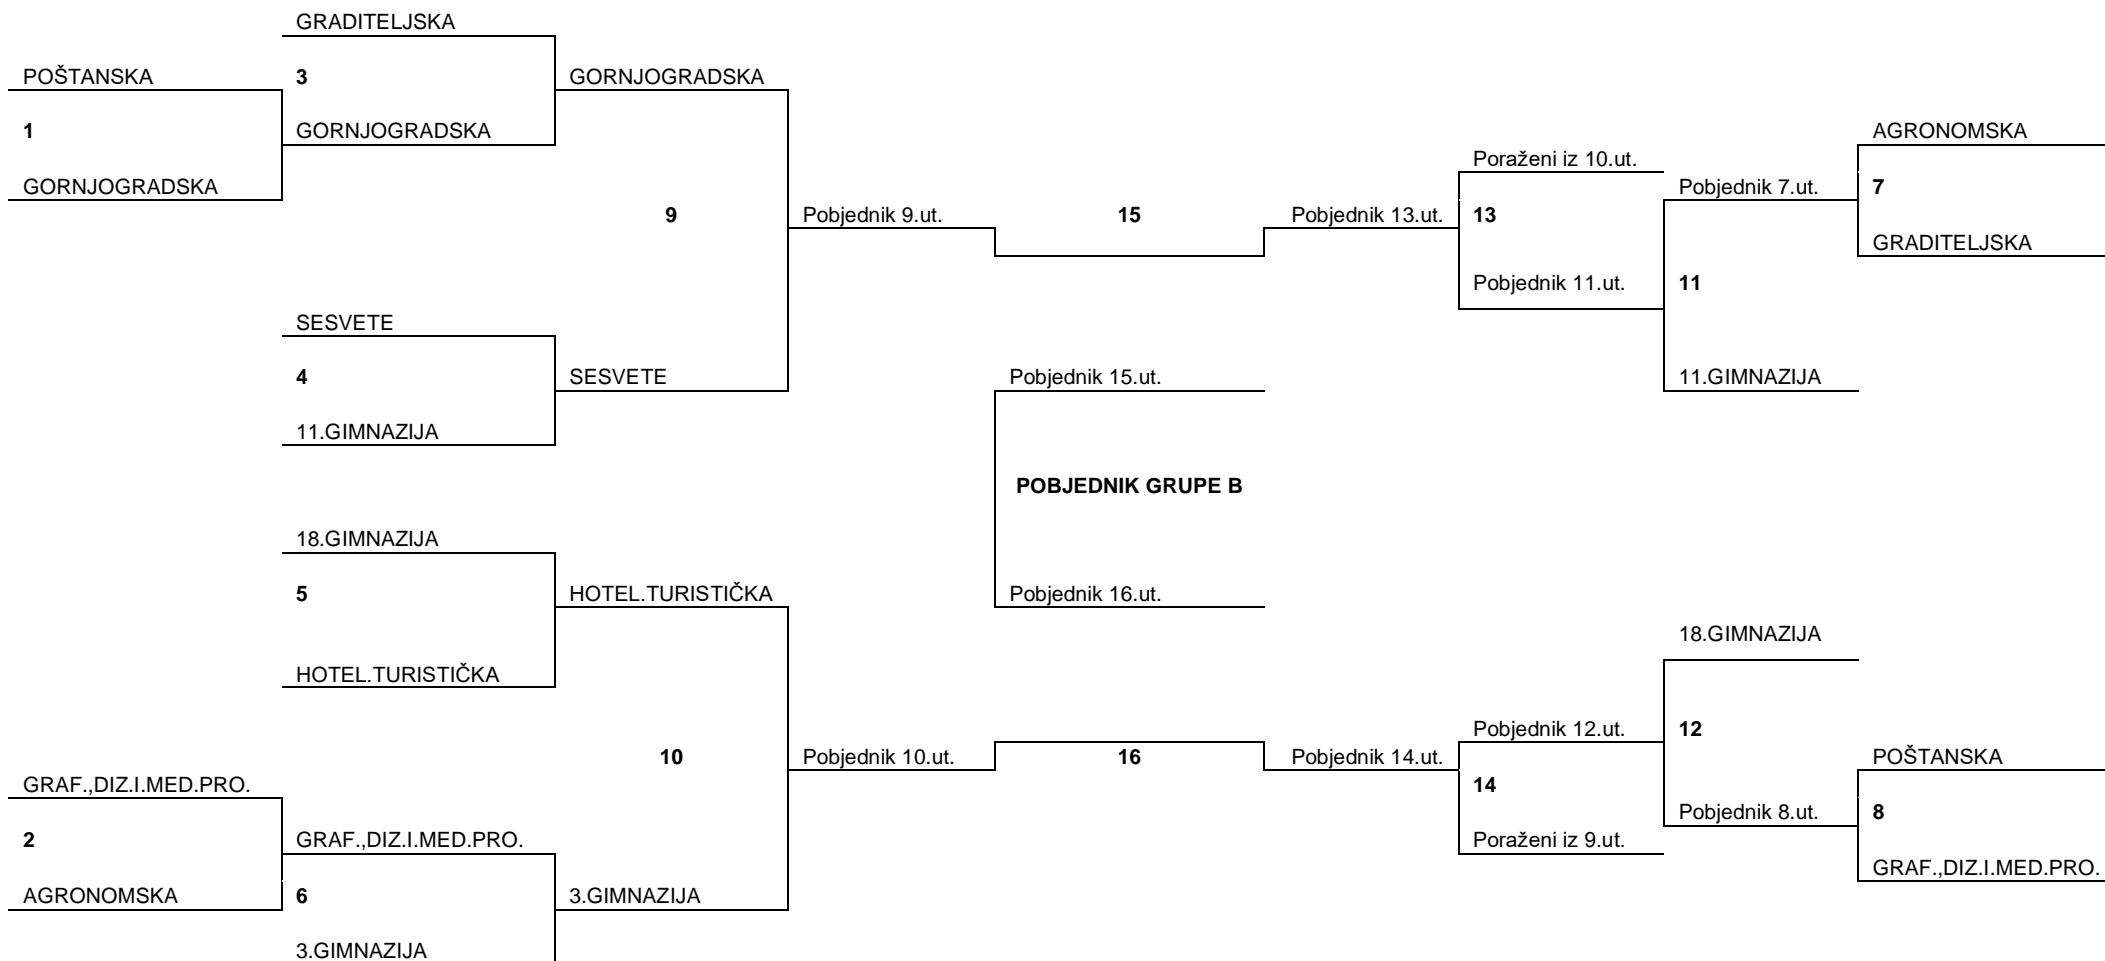 GRADITELJSKA
POŠTANSKA
3
GORNJOGRADSKA
1
GORNJOGRADSKA
AGRONOMSKA
Poraženi iz 10.ut.
GORNJOGRADSKA
Pobjednik 7.ut.
7
9
Pobjednik 9.ut.
15
Pobjednik 13.ut.
13
GRADITELJSKA
Pobjednik 11.ut.
11
SESVETE
4
SESVETE
Pobjednik 15.ut.
11.GIMNAZIJA
11.GIMNAZIJA
POBJEDNIK GRUPE B
18.GIMNAZIJA
5
HOTEL.TURISTIČKA
Pobjednik 16.ut.
18.GIMNAZIJA
HOTEL.TURISTIČKA
Pobjednik 12.ut.
12
10
Pobjednik 10.ut.
16
Pobjednik 14.ut.
POŠTANSKA
GRAF.,DIZ.I.MED.PRO.
14
Pobjednik 8.ut.
8
2
GRAF.,DIZ.I.MED.PRO.
Poraženi iz 9.ut.
GRAF.,DIZ.I.MED.PRO.
AGRONOMSKA
6
3.GIMNAZIJA
3.GIMNAZIJA